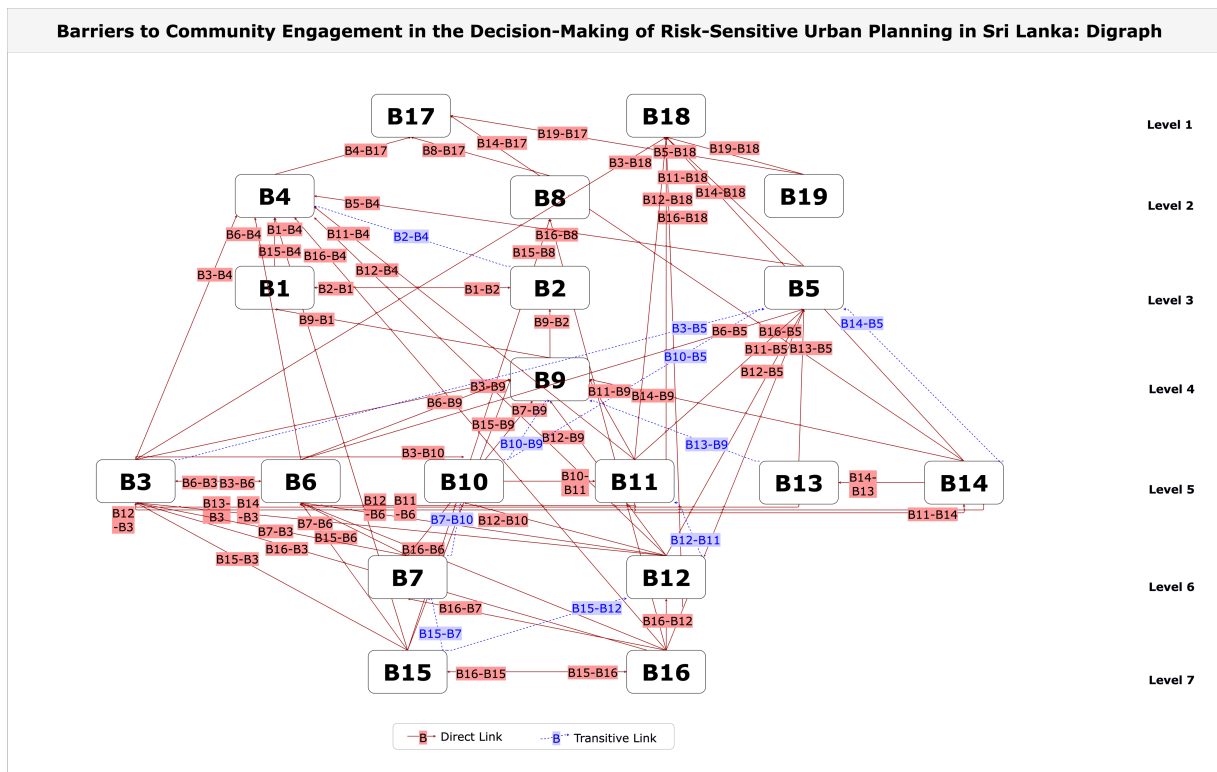 Barriers to Community Engagement in the Decision-Making of Risk-Sensitive Urban Planning in Sri Lanka: Digraph
B17
B18
Level 1
B19-B17
B14-B17
B4-B17
B8-B17
B5-B18
B19-B18
B3-B18
B11-B18
B14-B18
B12-B18
B16-B18
B4
B8
B19
Level 2
B5-B4
B6-B4
B1-B4
B11-B4
B2-B4
B16-B8
B15-B4
B16-B4
B15-B8
B12-B4
B3-B4
B1
B2-B1
B1-B2
B2
B5
Level 3
B9-B1
B9-B2
B3-B5
B6-B5
B16-B5
B14-B5
B11-B5
B13-B5
B10-B5
B12-B5
B9
Level 4
B3-B9
B11-B9
B14-B9
B6-B9
B7-B9
B15-B9
B12-B9
B10-B9
B13-B9
B3-B10
B3
B6-B3
B3-B6
B6
B10
B10-
B11
B11
B13
B14-
B13
B14
Level 5
B12
-B3
B13-
B3
B14
-B3
B12
-B6
B11
-B6
B11-B14
B7-B6
B7-B10
B12-B10
B7-B3
B15-B6
B12-B11
B16-B3
B16-B6
B15-B3
B7
B12
Level 6
B16-B7
B15-B12
B16-B12
B15-B7
B15
B16-B15
B15-B16
B16
Level 7
B
Direct Link
B
Transitive Link